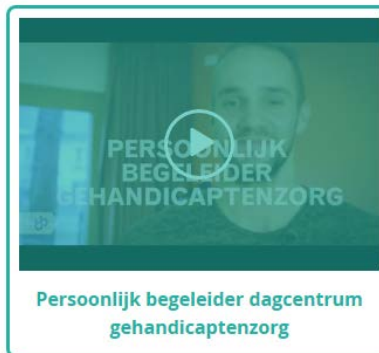 PERSOONLIJK
BEGELEIDER
GEHANDICAPTENZORG
Persoonlijk begeleider dagcentrum
gehandicaptenzorg